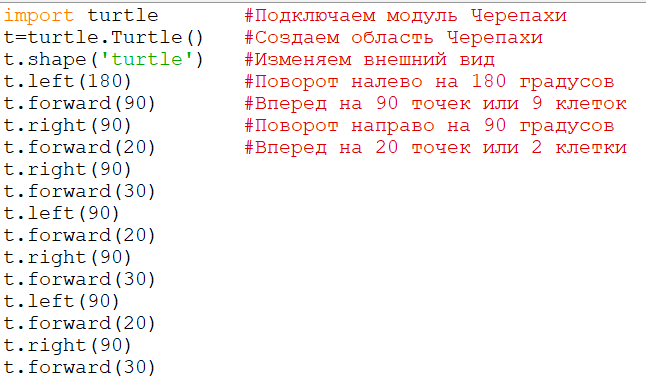 import turtle #Подключаем модуль Черепахи
t=turtle.Turtle() #Создаем область Черепахи
t.shape('turtle') #Изменяем внешний вид
t.left(180) #Поворот налево на 180 градусов
t.forward(90) #Вперед на 90 точек или 9 клеток
t.right(90) #Поворот направо на 90 градусов
t.forward(20) #Вперед на 20 точек или 2 клетки
t.right(90)
t.forward(30)
t.left(90)
t.forward(20)
t.right(90)
t.forward(30)
t.left(90)
t.forward(20)
t.right(90)
t.forward(30)